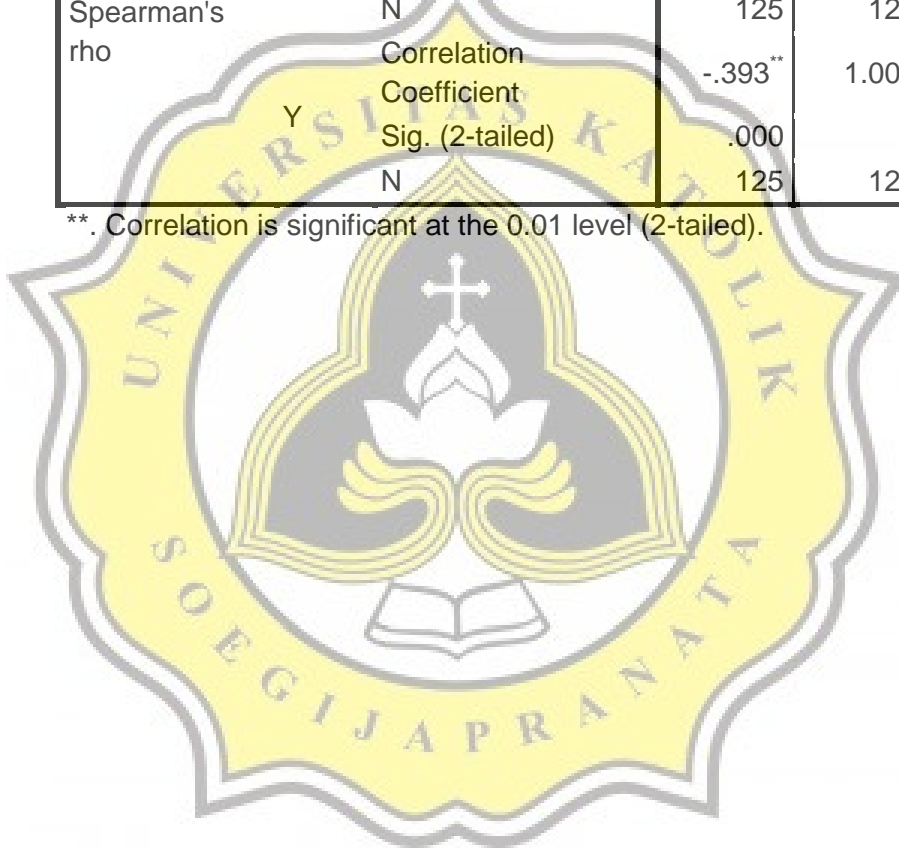 Spearman's rho N 125 12
Correlation Coefficient -.393** 1.00
Y Sig. (2-tailed) .000
N 125 12
**. Correlation is significant at the 0.01 level (2-tailed).
UNIVERSITAS KATOLIK
SOEGIJAPRANATA